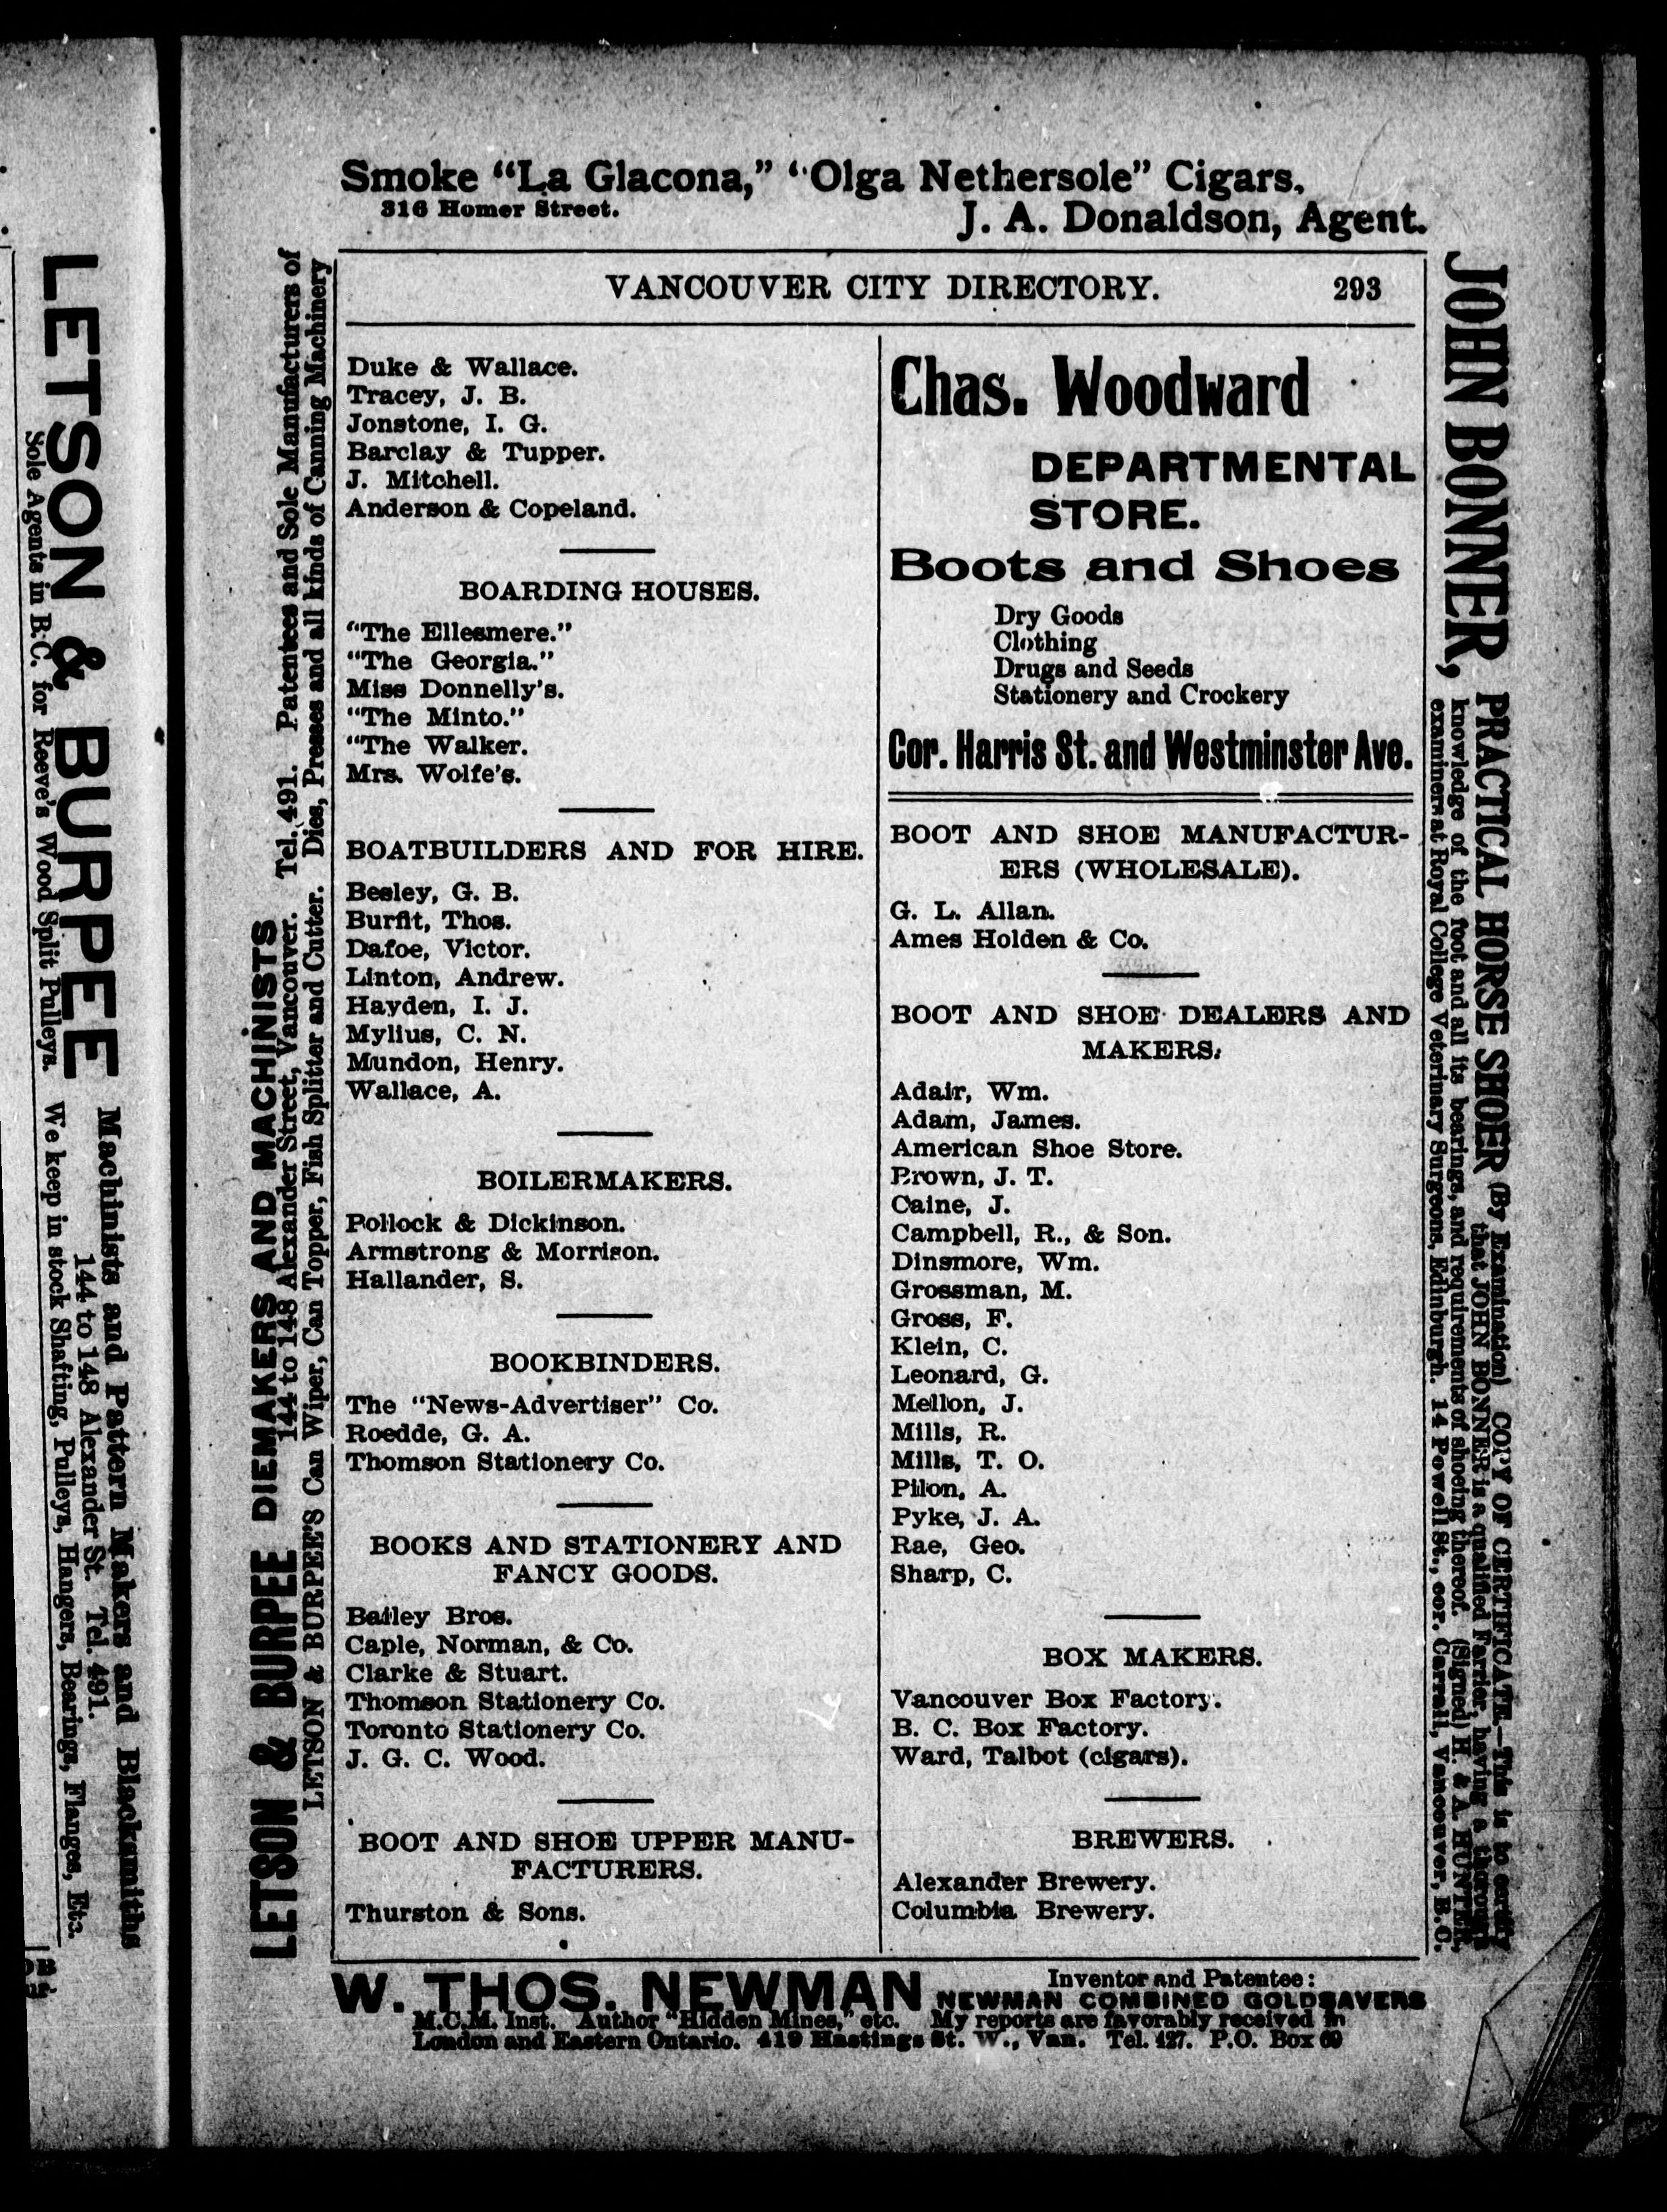 Smoke "La Glacona," "Olga Nethersole" Cigars.
316 Homer Street.
J. A. Donaldson, Agent.
VANCOUVER CITY DIRECTORY. 293
Duke & Wallace.
Tracey, J. B.
Jonstone, I. G.
Barclay & Tupper.
J. Mitchell.
Anderson & Copeland.
BOARDING HOUSES.
"The Ellesmere."
"The Georgia."
Miss Donnelly's.
"The Minto."
"The Walker.
Mrs. Wolfe's.
BOATBUILDERS AND FOR HIRE.
Besley, G. B.
Burfit, Thos.
Dafoe, Victor.
Linton, Andrew.
Hayden, I. J.
Mylius, C. N.
Mundon, Henry.
Wallace, A.
BOILERMAKERS.
Pollock & Dickinson.
Armstrong & Morrison.
Hallander, S.
BOOKBINDERS.
The "News-Advertiser" Co.
Roedde, G. A.
Thomson Stationery Co.
BOOKS AND STATIONERY AND
FANCY GOODS.
Bailey Bros.
Caple, Norman, & Co.
Clarke & Stuart.
Thomson Stationery Co.
Toronto Stationery Co.
J. G. C. Wood.
BOOT AND SHOE UPPER MANU-
FACTURERS.
Thurston & Sons.
Chas. Woodward
DEPARTMENTAL
STORE.
Boots and Shoes
Dry Goods
Clothing
Drugs and Seeds
Stationery and Crockery
Cor. Harris St. and Westminster Ave.
BOOT AND SHOE MANUFACTUR-
ERS (WHOLESALE).
G. L. Allan.
Ames Holden & Co.
BOOT AND SHOE DEALERS AND
MAKERS.
Adair, Wm.
Adam, James.
American Shoe Store.
Brown, J. T.
Caine, J.
Campbell, R., & Son.
Dinsmore, Wm.
Grossman, M.
Gross, F.
Klein, C.
Leonard, G.
Mellon, J.
Mills, R.
Mills, T. O.
Pilon, A.
Pyke, J. A.
Rae, Geo.
Sharp, C.
BOX MAKERS.
Vancouver Box Factory.
B. C. Box Factory.
Ward, Talbot (cigars).
BREWERS.
Alexander Brewery.
Columbia Brewery.
W. THOS. NEWMAN
Inventor and Patentee:
NEWMAN COMBINED GOLDSAVERS
M.C.M. Inst. Author "Hidden Mines," etc. My reports are favorably received in
London and Eastern Ontario. 419 Hastings St. W., Van. Tel. 427. P.O. Box 69
LETSON & BURPEE DIEMAKERS AND MACHINISTS
144 to 148 Alexander Street, Vancouver. Tel. 491. Patentees and Sole Manufacturers of
LETSON & BURPEE'S Can Wiper, Can Topper, Fish Splitter and Cutter. Dies, Presses and all kinds of Canning Machinery
JOHN BONNER, PRACTICAL HORSE SHOER (By Examination) COPY OF CERTIFICATE—This is to certify
that JOHN BONNER is a qualified Farrier, having a thorough
knowledge of the foot and all its bearings, and requirements of shoeing thereof. (Signed) H. & A. HUNTER,
examiners at Royal College Veterinary Surgeons, Edinburgh. 14 Powell St., cor. Carrall, Vancouver, B.C.
LETSON & BURPEE Machinists and Pattern Makers and Blacksmiths
144 to 148 Alexander St. Tel. 491.
Sole Agents in B.C. for Reeve's Wood Split Pulleys. We keep in stock Shafting, Pulleys, Hangers, Bearings, Flanges, Etc.